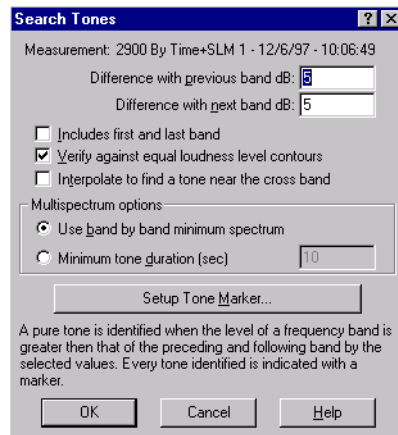 Search Tones
Measurement: 2900 By Time+SLM 1 - 12/6/97 - 10:06:49
Difference with previous band dB: 5
Difference with next band dB: 5
Includes first and last band
Verify against equal loudness level contours
Interpolate to find a tone near the cross band
Multispectrum options
Use band by band minimum spectrum
Minimum tone duration (sec) 10
Setup Tone Marker...
A pure tone is identified when the level of a frequency band is
greater then that of the preceding and following band by the
selected values. Every tone identified is indicated with a
marker.
OK Cancel Help